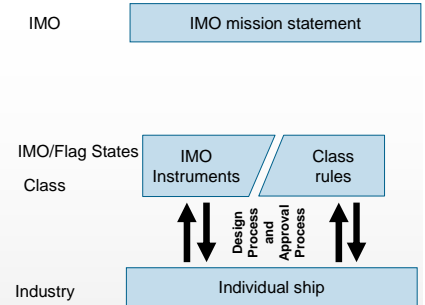 IMO
IMO mission statement
IMO/Flag States
Class
IMO
Instruments
Class
rules
Design
Process
and
Approval
Process
Industry
Individual ship